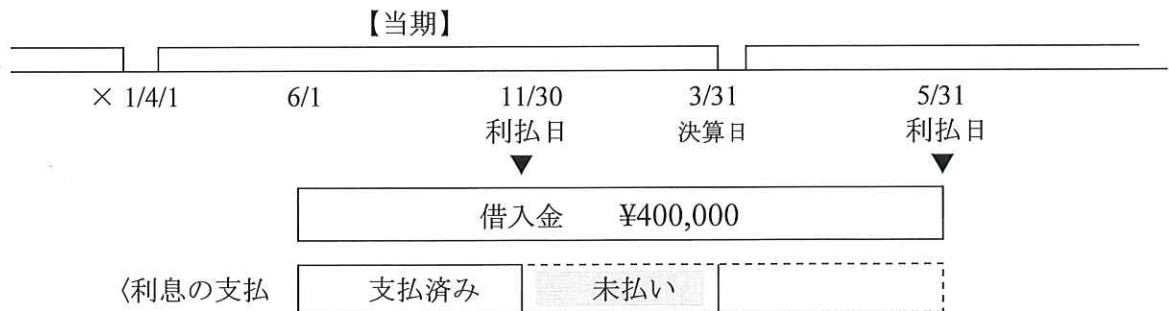 【当期】
× 1/4/1 6/1 11/30 3/31 5/31
利払日 決算日 利払日
借入金 ¥400,000
〈利息の支払 支払済み 未払い